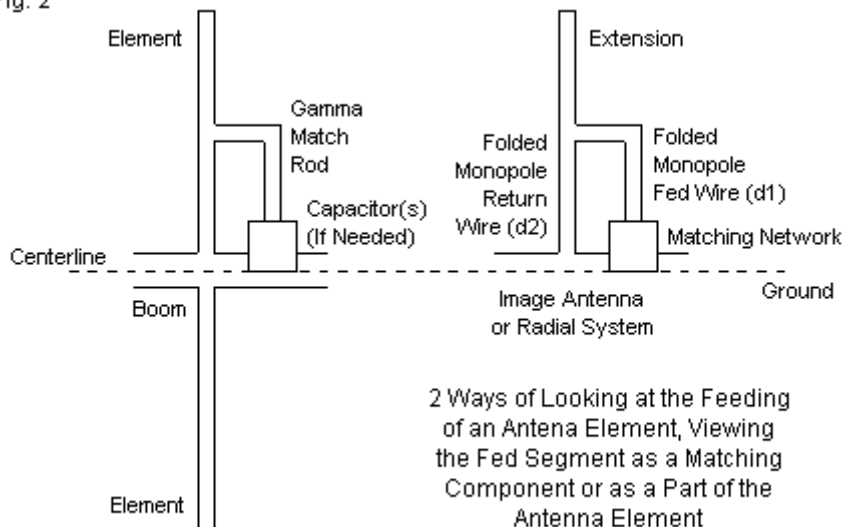 Fig. 2
Element
Gamma
Match
Rod
Capacitor(s)
(If Needed)
Centerline
Boom
Element
Extension
Folded
Monopole
Return
Wire (d2)
Folded
Monopole
Fed Wire (d1)
Matching Network
Ground
Image Antenna
or Radial System
2 Ways of Looking at the Feeding
of an Antena Element, Viewing
the Fed Segment as a Matching
Component or as a Part of the
Antenna Element